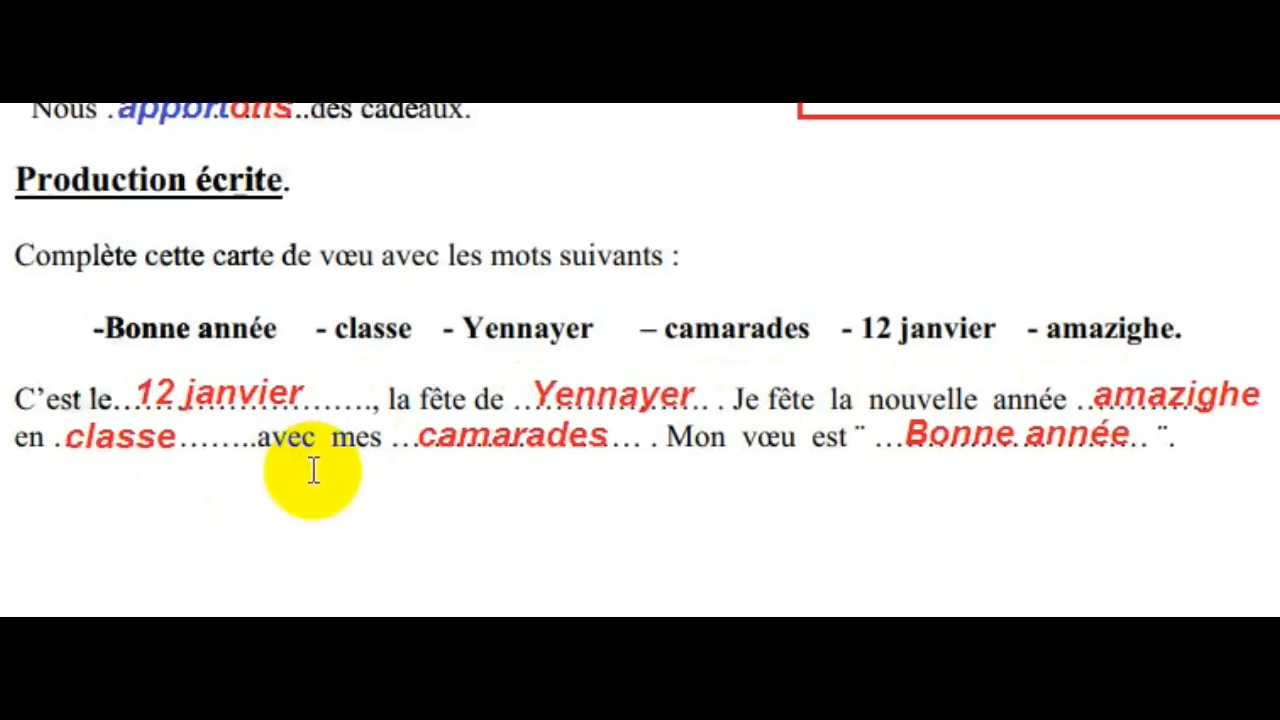 Nous .apportons...des cadeaux.
Production écrite.
Complète cette carte de vœu avec les mots suivants :
-Bonne année - classe - Yennayer – camarades - 12 janvier - amazighe.
C’est le...12 janvier......., la fête de ...Yennayer... . Je fête la nouvelle année ...amazighe
en .classe........avec mes ...camarades... . Mon vœu est ¨ ...Bonne année.. ¨.